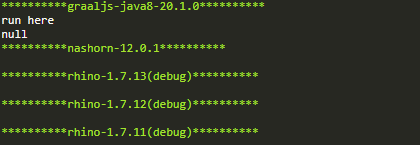 **********graaljs-java8-20.1.0**********
run here
null
**********nashorn-12.0.1**********
**********rhino-1.7.13(debug)**********
**********rhino-1.7.12(debug)**********
**********rhino-1.7.11(debug)**********